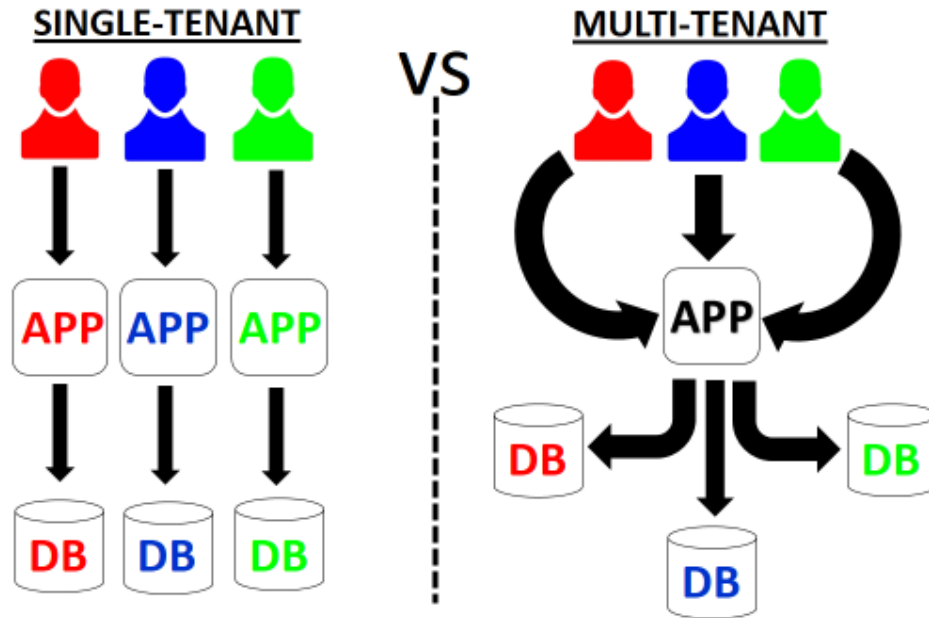 SINGLE-TENANT
VS
MULTI-TENANT
APP
APP
APP
DB
DB
DB
APP
DB
DB
DB